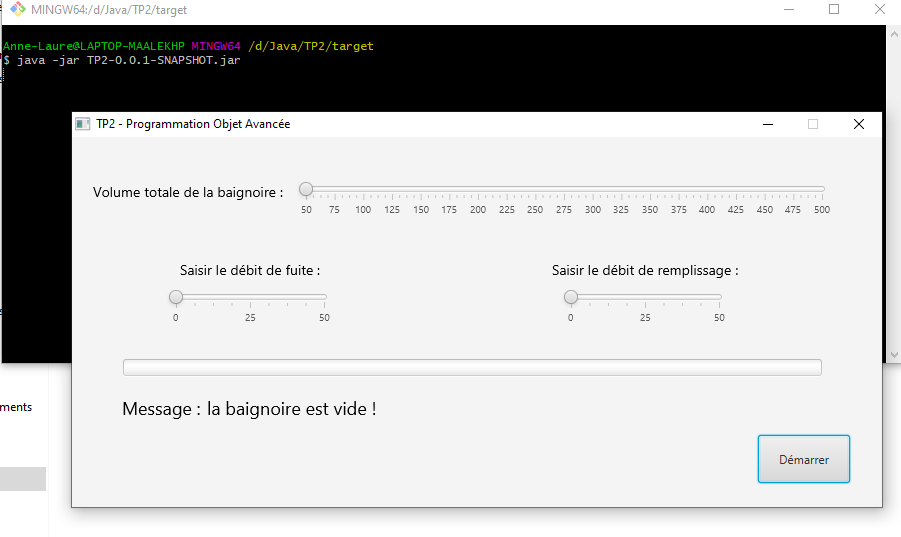 MINGW64:/d/Java/TP2/target
Anne-Laure@LAPTOP-MAALEKHP MINGW64 /d/Java/TP2/target
$ java -jar TP2-0.0.1-SNAPSHOT.jar
TP2 - Programmation Objet Avancée
Volume totale de la baignoire :
50 75 100 125 150 175 200 225 250 275 300 325 350 375 400 425 450 475 500
Saisir le débit de fuite : Saisir le débit de remplissage :
0 25 50 0 25 50
ments
Message : la baignoire est vide !
Démarrer